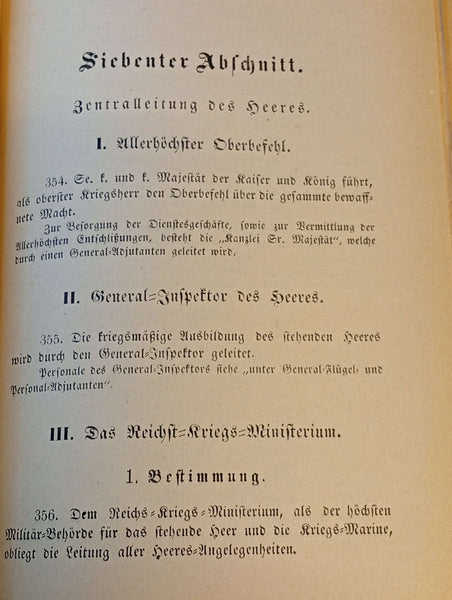 Siebenter Abschnitt.
Zentralleitung des Heeres.
I. Allerhöchster Oberbefehl.
354. Se. k. und k. Majestät der Kaiser und König führt,
als oberster Kriegsherr den Oberbefehl über die gesammte bewaff-
nete Macht.
Zur Besorgung der Dienstesgeschäfte, sowie zur Vermittlung der
Allerhöchsten Entschlißungen, besteht die „Kanzlei Sr. Majestät", welche
durch einen General-Adjutanten geleitet wird.
II. General-Inspektor des Heeres.
355. Die kriegsmäßige Ausbildung des stehenden Heeres
wird durch den General-Inspektor geleitet.
Personale des General-Inspektors siehe „unter General-Flügel- und
Personal-Adjutanten".
III. Das Reichst-Kriegs-Ministerium.
1. Bestimmung.
356. Dem Reichs-Kriegs-Ministerium, als der höchsten
Militär-Behörde für das stehende Heer und die Kriegs-Marine,
obliegt die Leitung aller Heeres-Angelegenheiten.